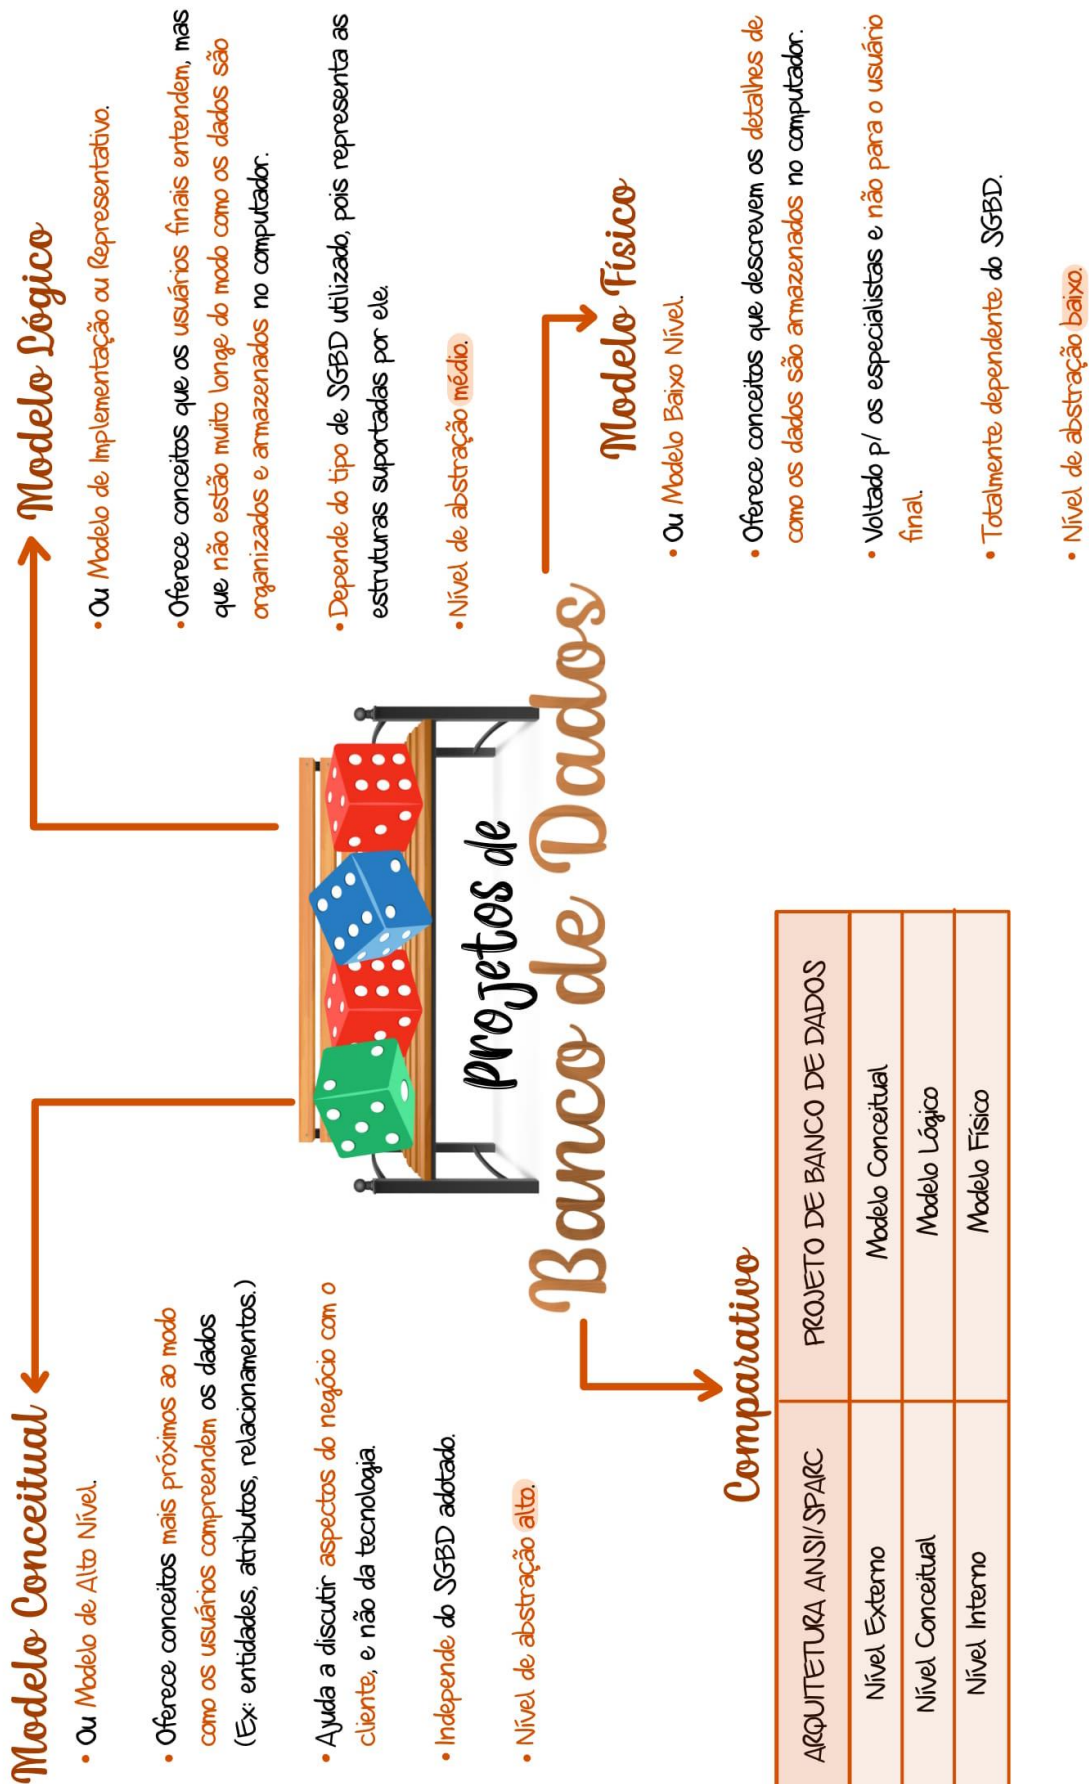 Modelo Conceitual
• Ou Modelo de Alto Nível.
• Oferece conceitos mais próximos ao modo
como os usuários compreendem os dados
(Ex: entidades, atributos, relacionamentos.)
• Ajuda a discutir aspectos do negócio com o
cliente, e não da tecnologia.
• Independe do SGBD adotado.
• Nível de abstração alto.
Modelo Lógico
• Ou Modelo de Implementação ou Representativo.
• Oferece conceitos que os usuários finais entendem, mas
que não estão muito longe do modo como os dados são
organizados e armazenados no computador.
• Depende do tipo de SGBD utilizado, pois representa as
estruturas suportadas por ele.
• Nível de abstração médio.
projetos de
Banco de Dados
Comparativo
ARQUITETURA ANSI/SPARC PROJETO DE BANCO DE DADOS
Nível Externo Modelo Conceitual
Nível Conceitual Modelo Lógico
Nível Interno Modelo Físico
Modelo Físico
• Ou Modelo Baixo Nível.
• Oferece conceitos que descrevem os detalhes de
como os dados são armazenados no computador.
• Voltado p/ os especialistas e não para o usuário
final.
• Totalmente dependente do SGBD.
• Nível de abstração baixo.